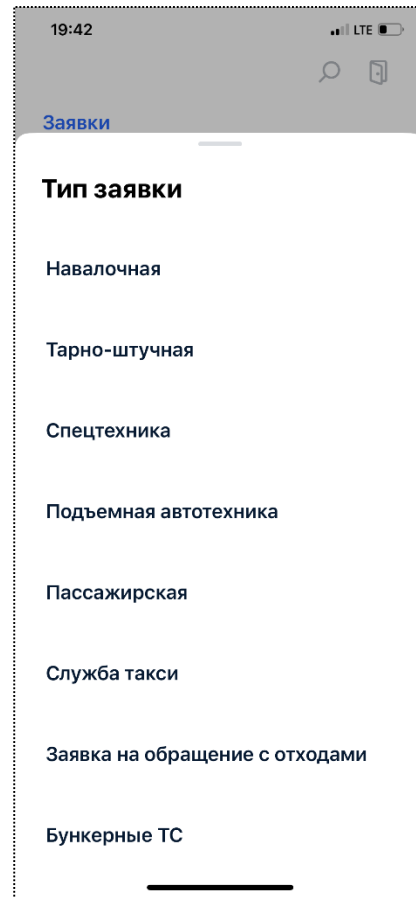 19:42 LTE
Заявки
Тип заявки
Навалочная
Тарно-штучная
Спецтехника
Подъемная автотехника
Пассажирская
Служба такси
Заявка на обращение с отходами
Бункерные ТС